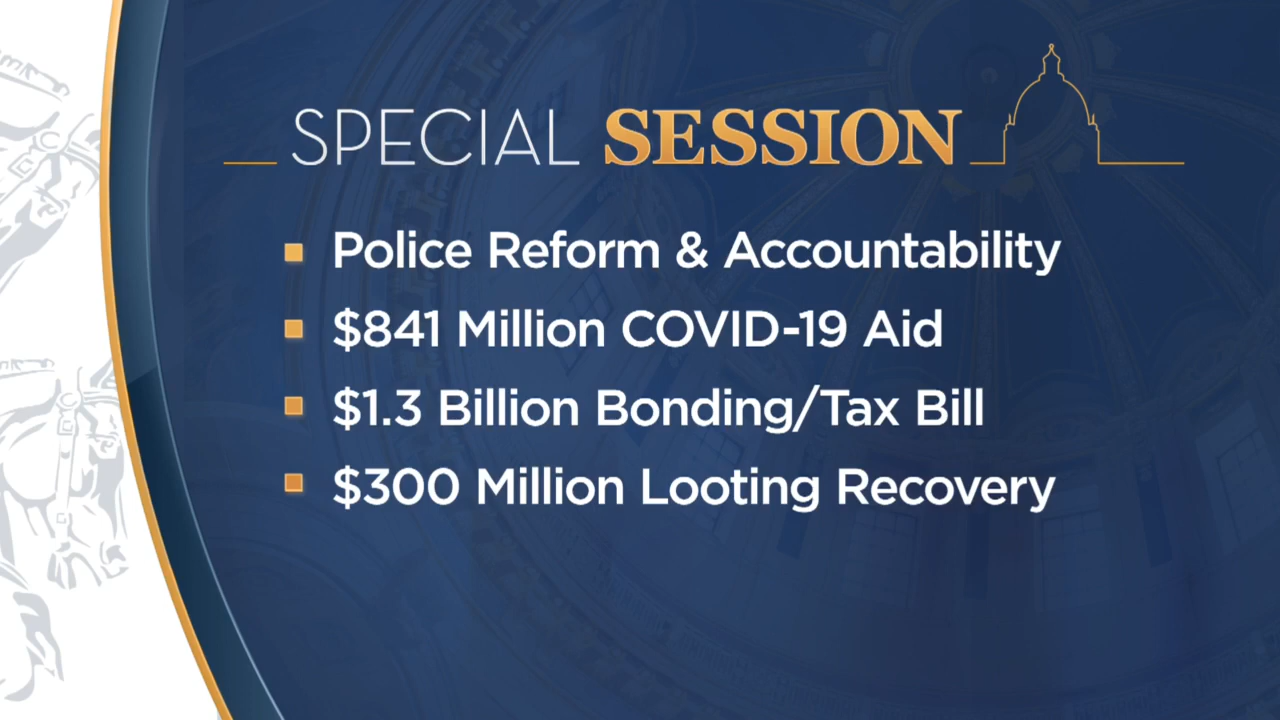 SPECIAL SESSION
Police Reform & Accountability
$841 Million COVID-19 Aid
$1.3 Billion Bonding/Tax Bill
$300 Million Looting Recovery